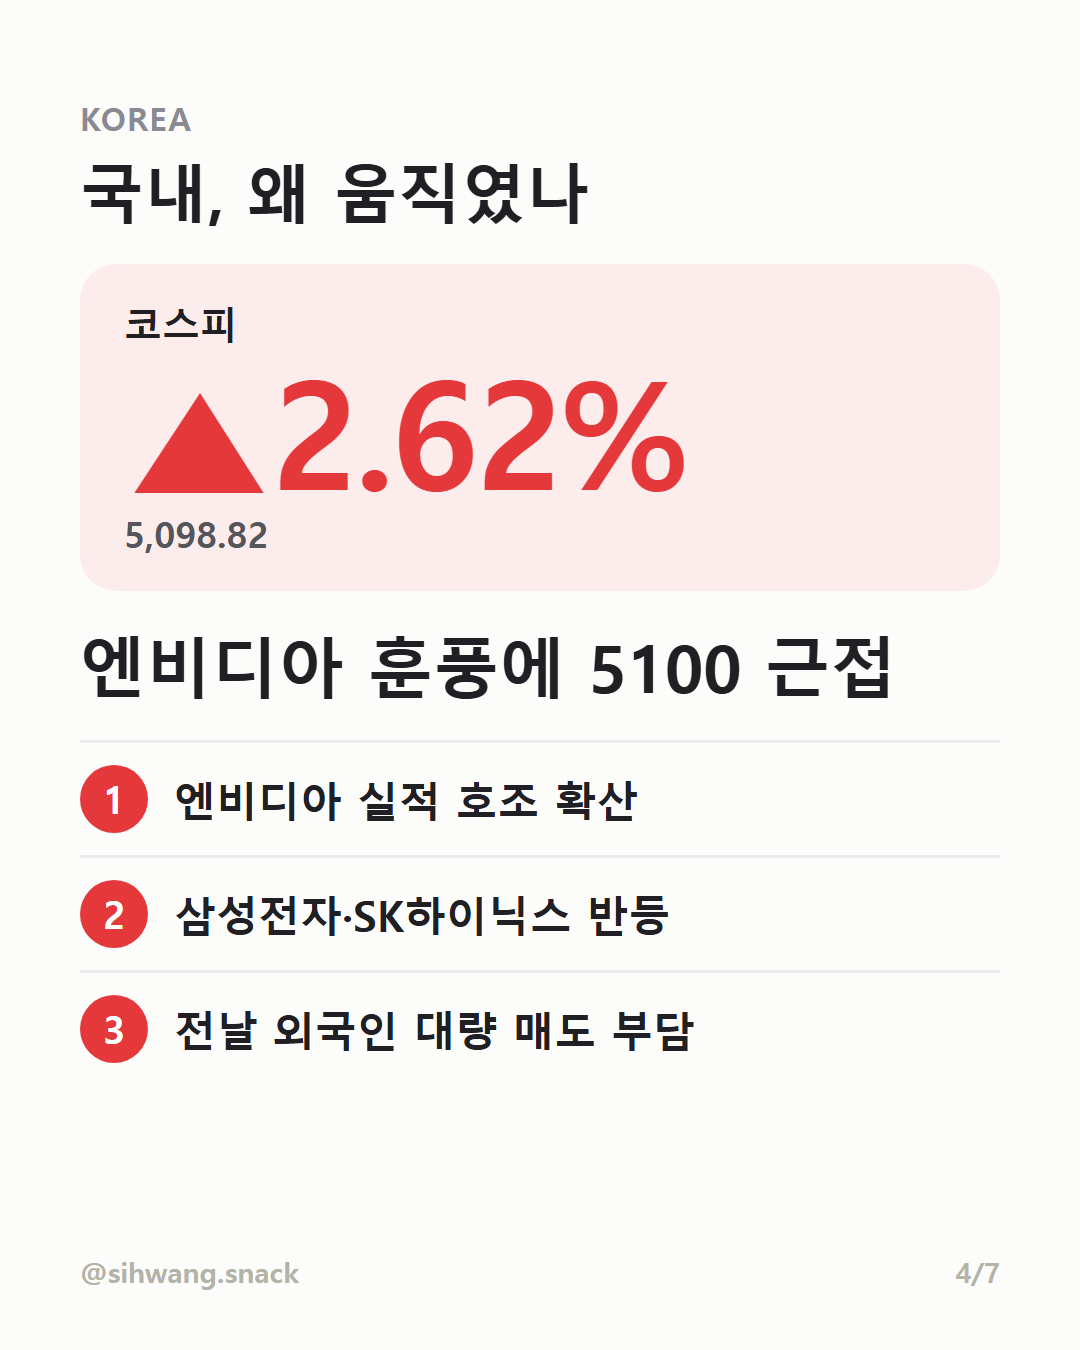 KOREA
국내, 왜 움직였나
코스피
▲2.62%
5,098.82
엔비디아 훈풍에 5100 근접
1 엔비디아 실적 호조 확산
2 삼성전자·SK하이닉스 반등
3 전날 외국인 대량 매도 부담
@sihwang.snack
4/7